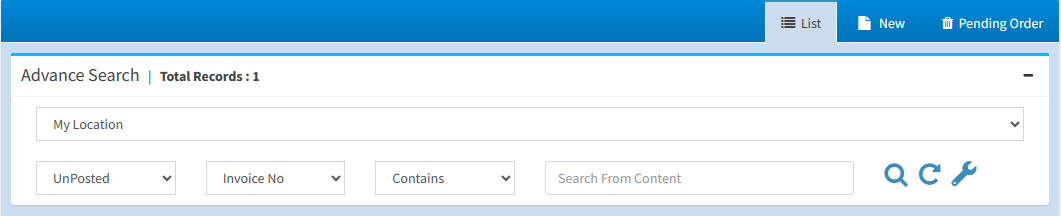 List New Pending Order
Advance Search | Total Records : 1
My Location
UnPosted Invoice No Contains Search From Content